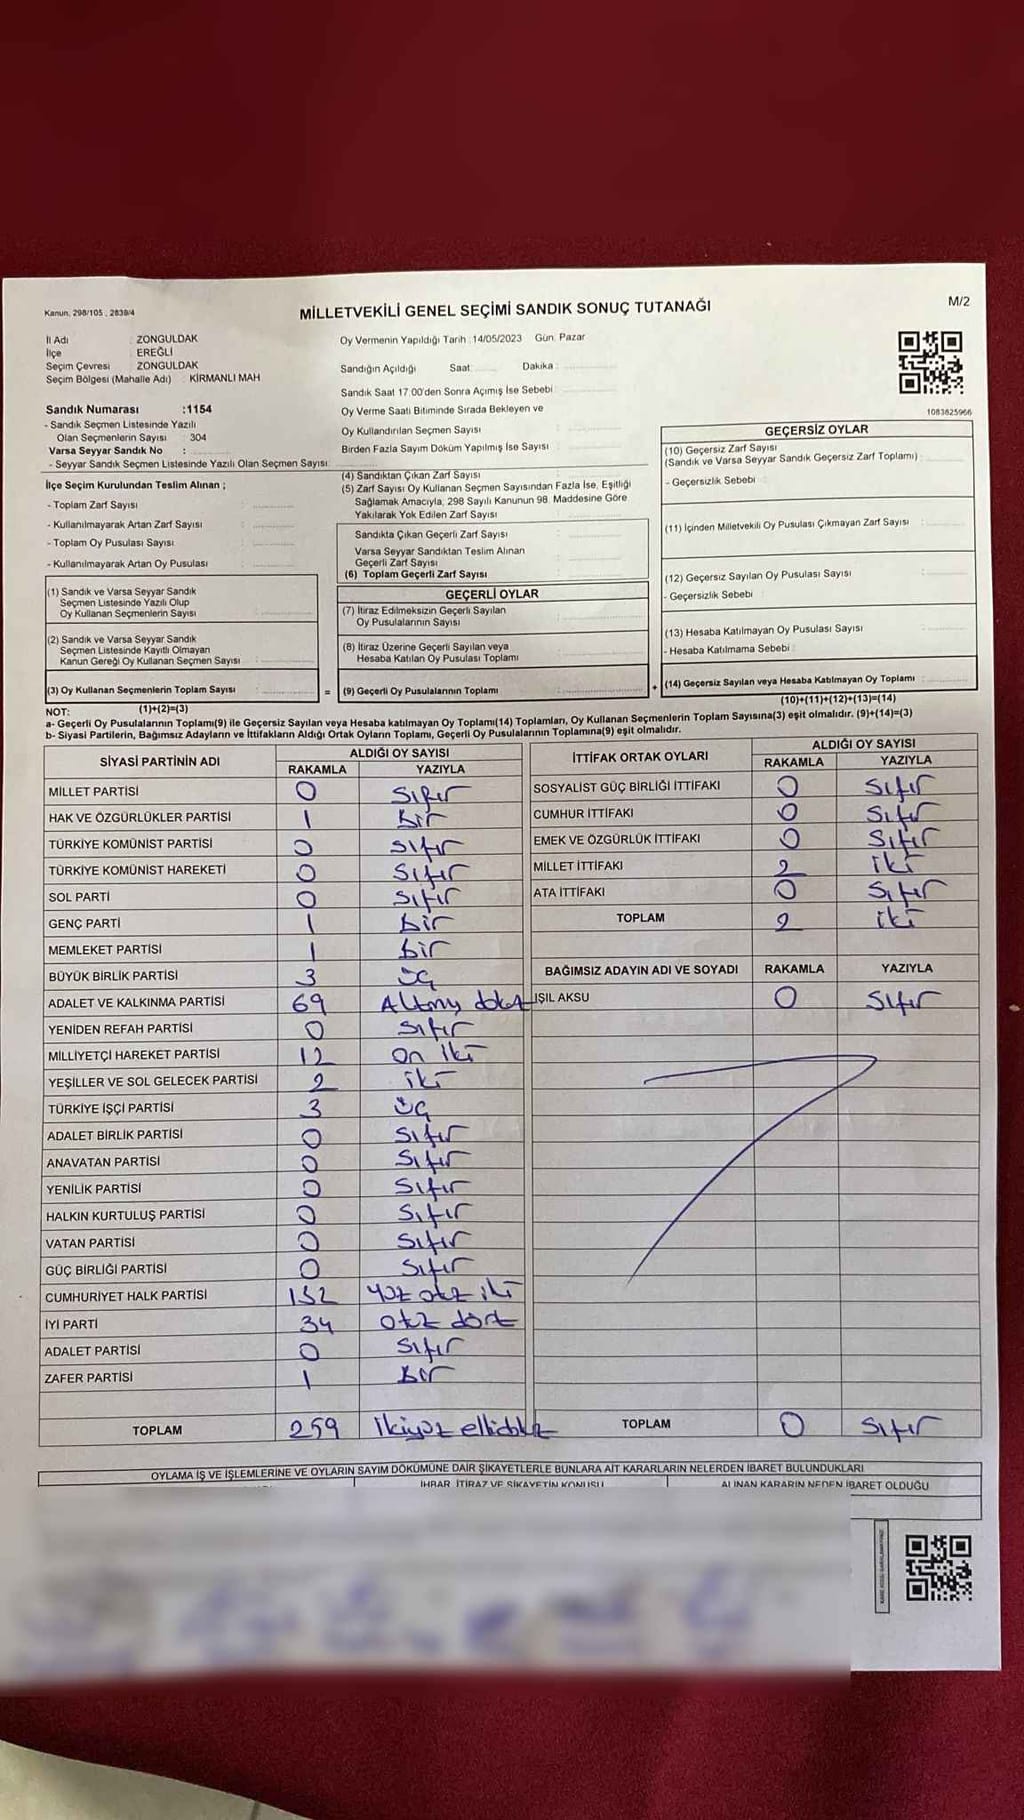 Kanun, 298/105 , 2839/4
MİLLETVEKİLİ GENEL SEÇİMİ SANDIK SONUÇ TUTANAĞI
M/2
İl Adı : ZONGULDAK
İlçe : EREĞLİ
Seçim Çevresi : ZONGULDAK
Seçim Bölgesi (Mahalle Adı) : KİRMANLI MAH
Sandık Numarası :1154
- Sandık Seçmen Listesinde Yazılı
Olan Seçmenlerin Sayısı : 304
Varsa Seyyar Sandık No :
- Seyyar Sandık Seçmen Listesinde Yazılı Olan Seçmen Sayısı :
İlçe Seçim Kurulundan Teslim Alınan ;
- Toplam Zarf Sayısı :
- Kullanılmayarak Artan Zarf Sayısı :
- Toplam Oy Pusulası Sayısı :
- Kullanılmayarak Artan Oy Pusulası :
(1) Sandık ve Varsa Seyyar Sandık
Seçmen Listesinde Yazılı Olup
Oy Kullanan Seçmenlerin Sayısı :
(2) Sandık ve Varsa Seyyar Sandık
Seçmen Listesinde Kayıtlı Olmayan
Kanun Gereği Oy Kullanan Seçmen Sayısı :
(3) Oy Kullanan Seçmenlerin Toplam Sayısı :
(1)+(2)=(3)
Oy Vermenin Yapıldığı Tarih : 14/05/2023 Gün: Pazar
Sandığın Açıldığı Saat: Dakika :
Sandık Saat 17:00'den Sonra Açımış İse Sebebi :
Oy Verme Saati Bitiminde Sırada Bekleyen ve
Oy Kullandırılan Seçmen Sayısı :
Birden Fazla Sayım Döküm Yapılmış İse Sayısı :
(4) Sandıktan Çıkan Zarf Sayısı :
(5) Zarf Sayısı Oy Kullanan Seçmen Sayısından Fazla İse, Eşitliği
Sağlamak Amacıyla, 298 Sayılı Kanunun 98. Maddesine Göre
Yakılarak Yok Edilen Zarf Sayısı :
Sandıkta Çıkan Geçerli Zarf Sayısı :
Varsa Seyyar Sandıktan Teslim Alınan
Geçerli Zarf Sayısı :
(6) Toplam Geçerli Zarf Sayısı :
=
GEÇERLİ OYLAR
(7) İtiraz Edilmeksizin Geçerli Sayılan
Oy Pusulalarının Sayısı :
(8) İtiraz Üzerine Geçerli Sayılan veya
Hesaba Katılan Oy Pusulası Toplamı :
(9) Geçerli Oy Pusulalarının Toplamı :
+
1083625966
GEÇERSİZ OYLAR
(10) Geçersiz Zarf Sayısı
(Sandık ve Varsa Seyyar Sandık Geçersiz Zarf Toplamı) :
- Geçersizlik Sebebi :
(11) İçinden Milletvekili Oy Pusulası Çıkmayan Zarf Sayısı :
(12) Geçersiz Sayılan Oy Pusulası Sayısı :
- Geçersizlik Sebebi :
(13) Hesaba Katılmayan Oy Pusulası Sayısı :
- Hesaba Katılmama Sebebi :
(14) Geçersiz Sayılan veya Hesaba Katılmayan Oy Toplamı :
(10)+(11)+(12)+(13)=(14)
NOT:
a- Geçerli Oy Pusulalarının Toplamı(9) ile Geçersiz Sayılan veya Hesaba katılmayan Oy Toplamı(14) Toplamları, Oy Kullanan Seçmenlerin Toplam Sayısına(3) eşit olmalıdır. (9)+(14)=(3)
b- Siyasi Partilerin, Bağımsız Adayların ve İttifakların Aldığı Ortak Oyların Toplamı, Geçerli Oy Pusulalarının Toplamına(9) eşit olmalıdır.
SİYASİ PARTİNİN ADI ALDIĞI OY SAYISI
RAKAMLA YAZIYLA
MİLLET PARTİSİ 0 Sıfır
HAK VE ÖZGÜRLÜKLER PARTİSİ 1 bir
TÜRKİYE KOMÜNİST PARTİSİ 0 sıfır
TÜRKİYE KOMÜNİST HAREKETİ 0 Sıfır
SOL PARTİ 0 Sıfır
GENÇ PARTİ 1 bir
MEMLEKET PARTİSİ 1 bir
BÜYÜK BİRLİK PARTİSİ 3 üç
ADALET VE KALKINMA PARTİSİ 69
YENİDEN REFAH PARTİSİ 0 Sıfır
MİLLİYETÇİ HAREKET PARTİSİ 12 On iki
YEŞİLLER VE SOL GELECEK PARTİSİ 2 iki
TÜRKİYE İŞÇİ PARTİSİ 3 üç
ADALET BİRLİK PARTİSİ 0 Sıfır
ANAVATAN PARTİSİ 0 Sıfır
YENİLİK PARTİSİ 0 Sıfır
HALKIN KURTULUŞ PARTİSİ 0 Sıfır
VATAN PARTİSİ 0 Sıfır
GÜÇ BİRLİĞİ PARTİSİ 0 Sıfır
CUMHURİYET HALK PARTİSİ 132 yüz otz iki
İYİ PARTİ 34 otz dört
ADALET PARTİSİ 0 Sıfır
ZAFER PARTİSİ 1 bir
TOPLAM 259
İTTİFAK ORTAK OYLARI ALDIĞI OY SAYISI
RAKAMLA YAZIYLA
SOSYALİST GÜÇ BİRLİĞİ İTTİFAKI 0 Sıfır
CUMHUR İTTİFAKI 0 Sıfır
EMEK VE ÖZGÜRLÜK İTTİFAKI 0 Sıfır
MİLLET İTTİFAKI 2 iki
ATA İTTİFAKI 0 Sıfır
TOPLAM 2 iki
BAĞIMSIZ ADAYIN ADI VE SOYADI RAKAMLA YAZIYLA
IŞIL AKSU 0 Sıfır
TOPLAM 0 Sıfır
OYLAMA İŞ VE İŞLEMLERİNE VE OYLARIN SAYIM DÖKÜMÜNE DAİR ŞİKAYETLERLE BUNLARA AİT KARARLARIN NELERDEN İBARET BULUNDUKLARI
İHBAR, İTİRAZ VE ŞİKAYETİN KONUSU ALINAN KARARIN NEDEN İBARET OLDUĞU